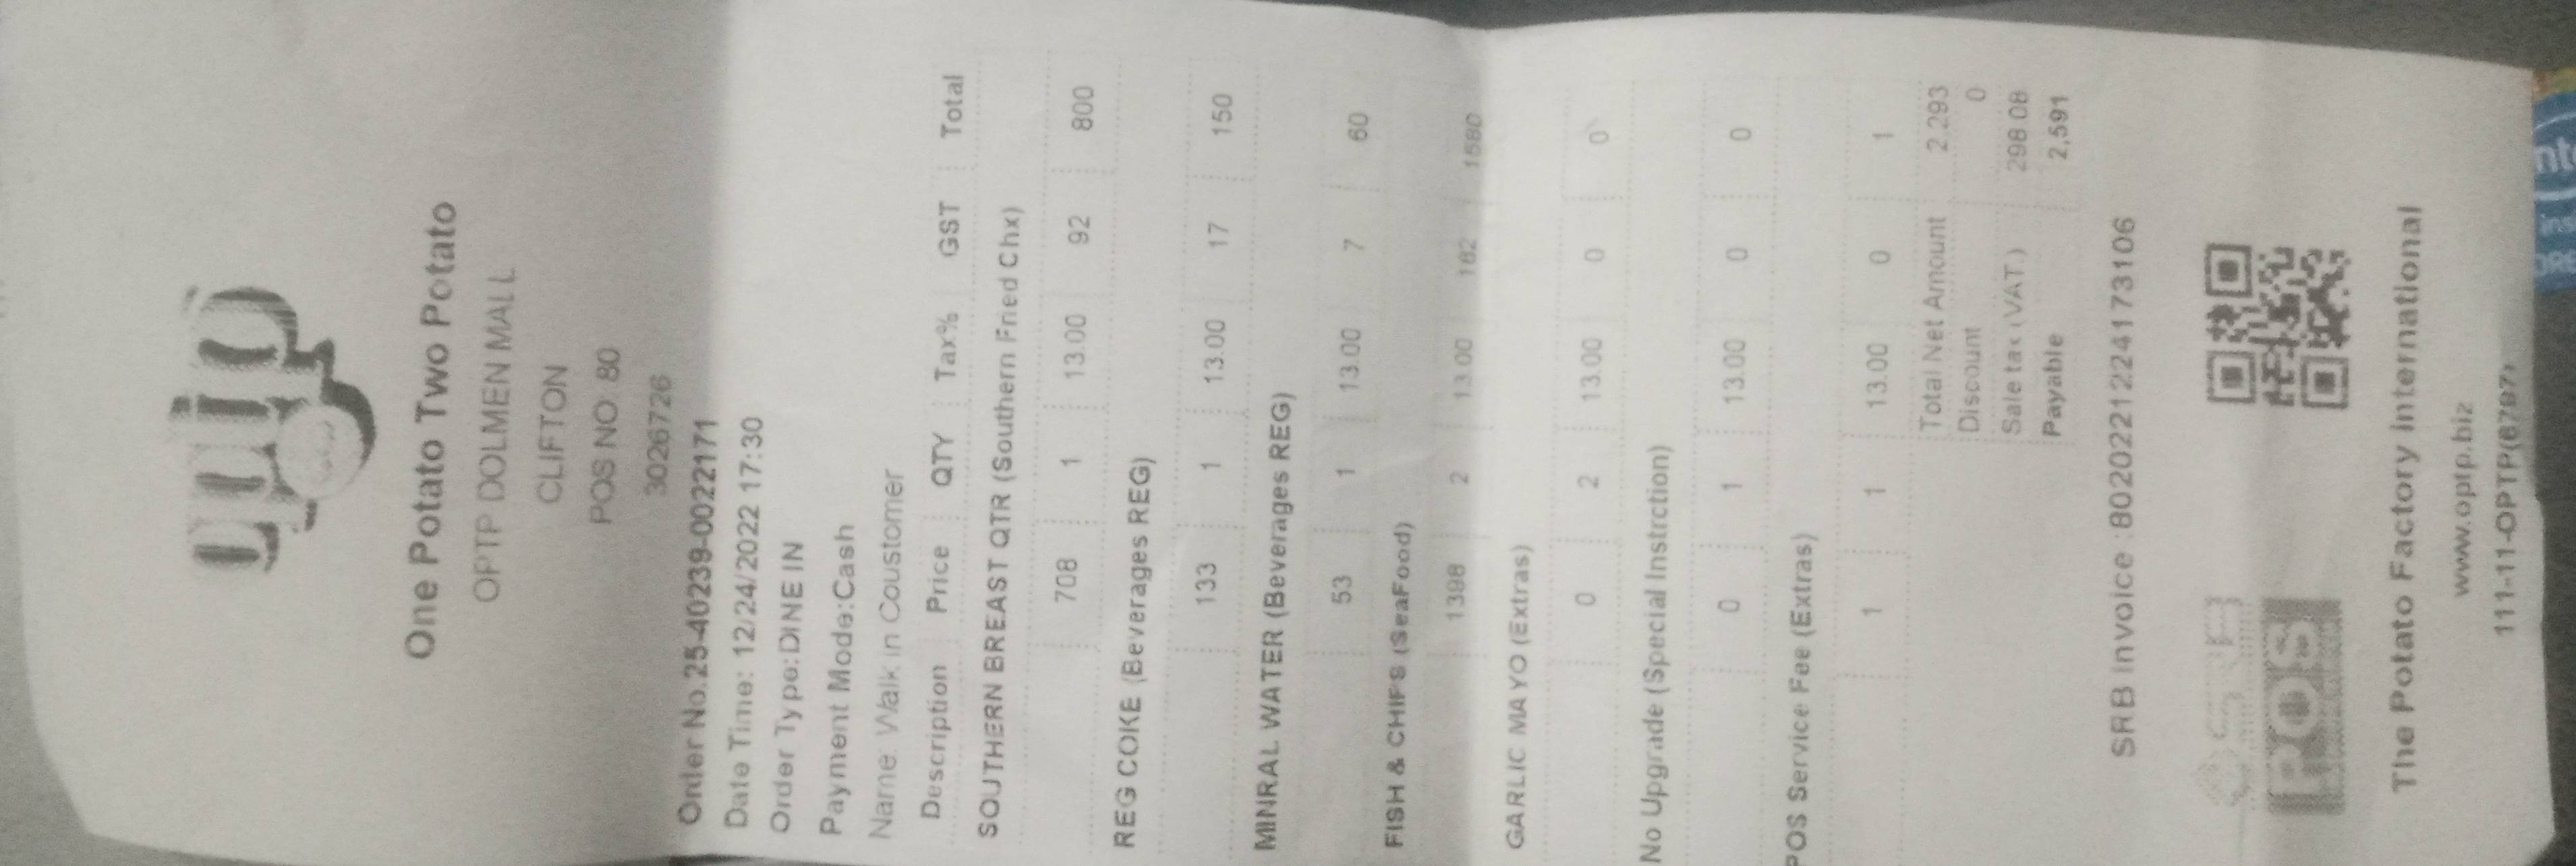 optp
One Potato Two Potato
OPTP DOLMEN MALL
CLIFTON
POS NO 80
3026726
Order No.25-40239-0022171
Date Time: 12/24/2022 17:30
Order Type:DINE IN
Payment Mode:Cash
Name: Walk in Coustomer
Description Price QTY Tax% GST Total
SOUTHERN BREAST QTR (Southern Fried Chx)
708 1 13.00 92 800
REG COKE (Beverages REG)
133 1 13.00 17 150
MINRAL WATER (Beverages REG)
53 1 13.00 7 60
FISH & CHIPS (SeaFood)
1398 2 13.00 182 1580
GARLIC MAYO (Extras)
0 2 13.00 0 0
No Upgrade (Special Instrction)
0 1 13.00 0 0
POS Service Fee (Extras)
1 1 13.00 0 1
Total Net Amount 2,293
Discount 0
Sale tax (VAT.) 298.08
Payable 2,591
SRB Invoice :80202212224173106
SRB
POS
The Potato Factory International
www.optp.biz
111-11-OPTP(6787)